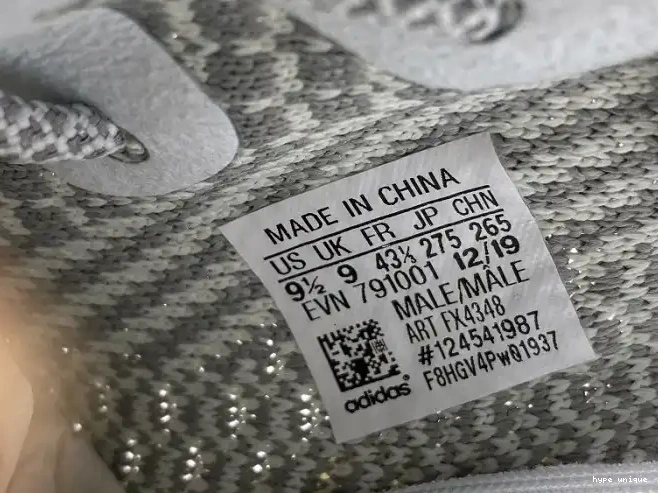 MADE IN CHINA
US UK FR JP CHN
9½ 9 43⅓ 275 265
EVN 791001 12/19
MALE/MÂLE
ART FX4348
#124541987
F8HGV4PwQ1937
adidas®
hype unique